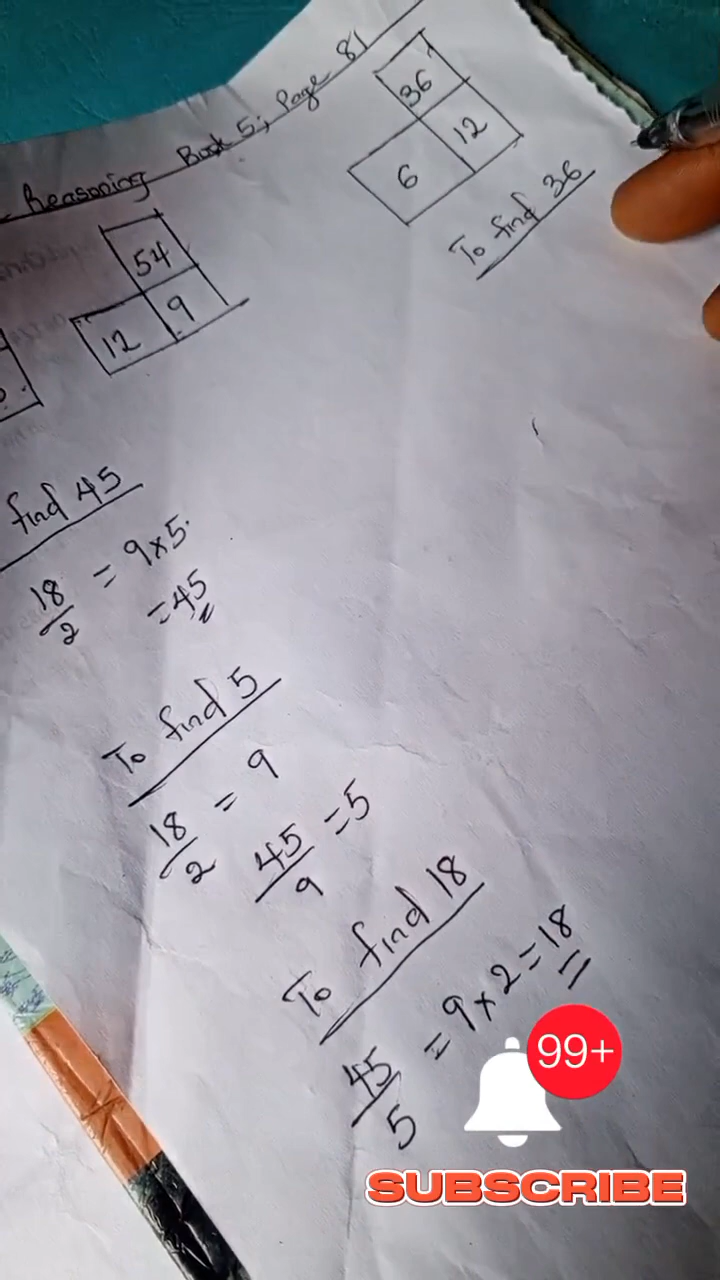 Reasoning Book 5; Page 81
54
12 9
36
6 12
To find 36
find 45
18/2 = 9x5.
=45
To find 5
18/2 = 9
45/9 =5
To find 18
45/5 = 9x2=18
99+
SUBSCRIBE